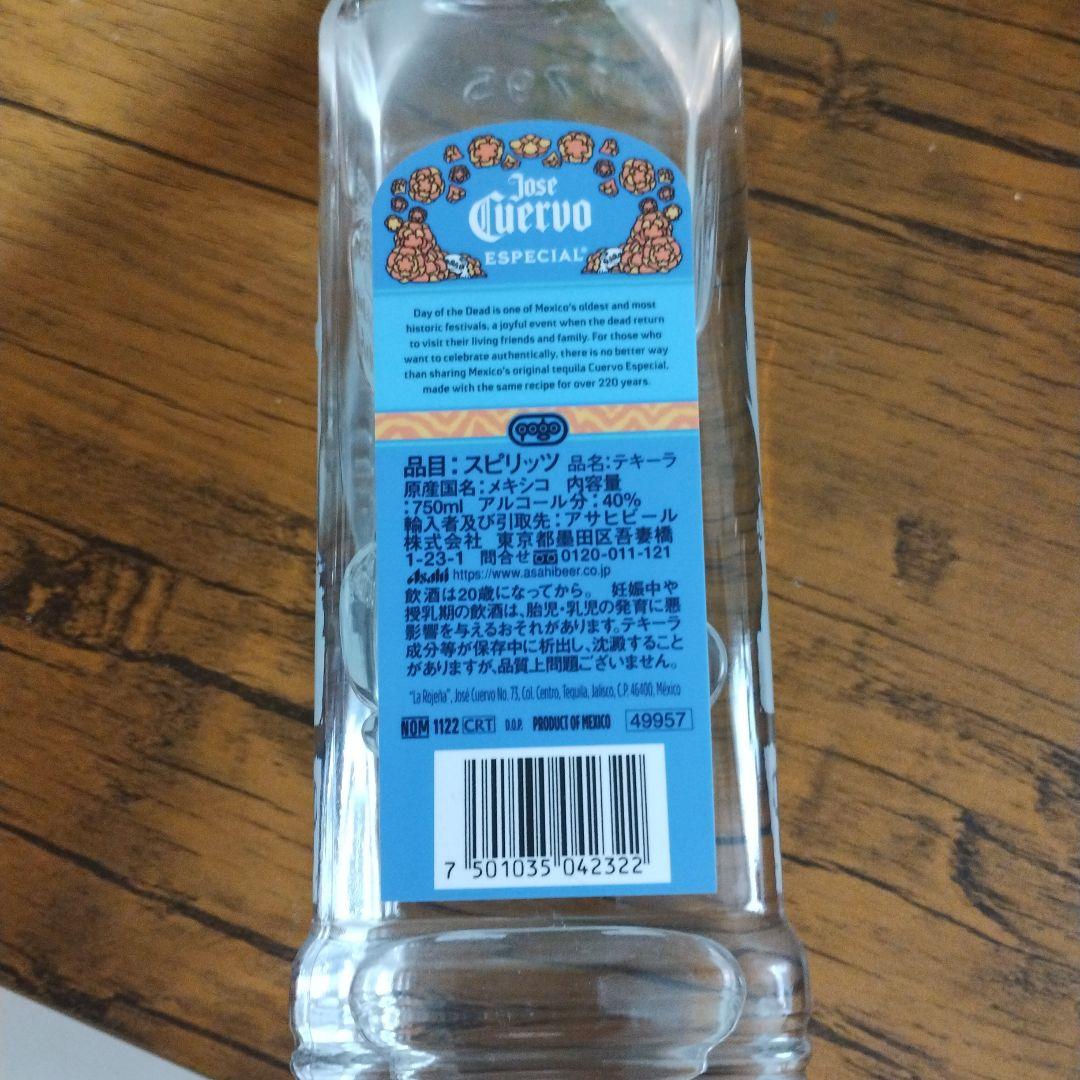 Jose
Cuervo
ESPECIAL®
Day of the Dead is one of Mexico's oldest and most
historic festivals, a joyful event when the dead return
to visit their living friends and family. For those who
want to celebrate authentically, there is no better way
than sharing Mexico's original tequila Cuervo Especial,
made with the same recipe for over 220 years.
品目:スピリッツ 品名:テキーラ
原産国名:メキシコ 内容量
:750ml アルコール分:40%
輸入者及び引取先:アサヒビール
株式会社 東京都墨田区吾妻橋
1-23-1 問合せ 0120-011-121
Asahi https://www.asahibeer.co.jp
飲酒は20歳になってから。 妊娠中や
授乳期の飲酒は、胎児・乳児の発育に悪
影響を与えるおそれがあります。テキーラ
成分等が保存中に析出し、沈澱すること
がありますが、品質上問題ございません。
"La Rojeña", José Cuervo No. 73, Col. Centro, Tequila, Jalisco, C.P. 46400, México
NOM 1122 CRT D.O.P. PRODUCT OF MEXICO 49957
7 501035 042322